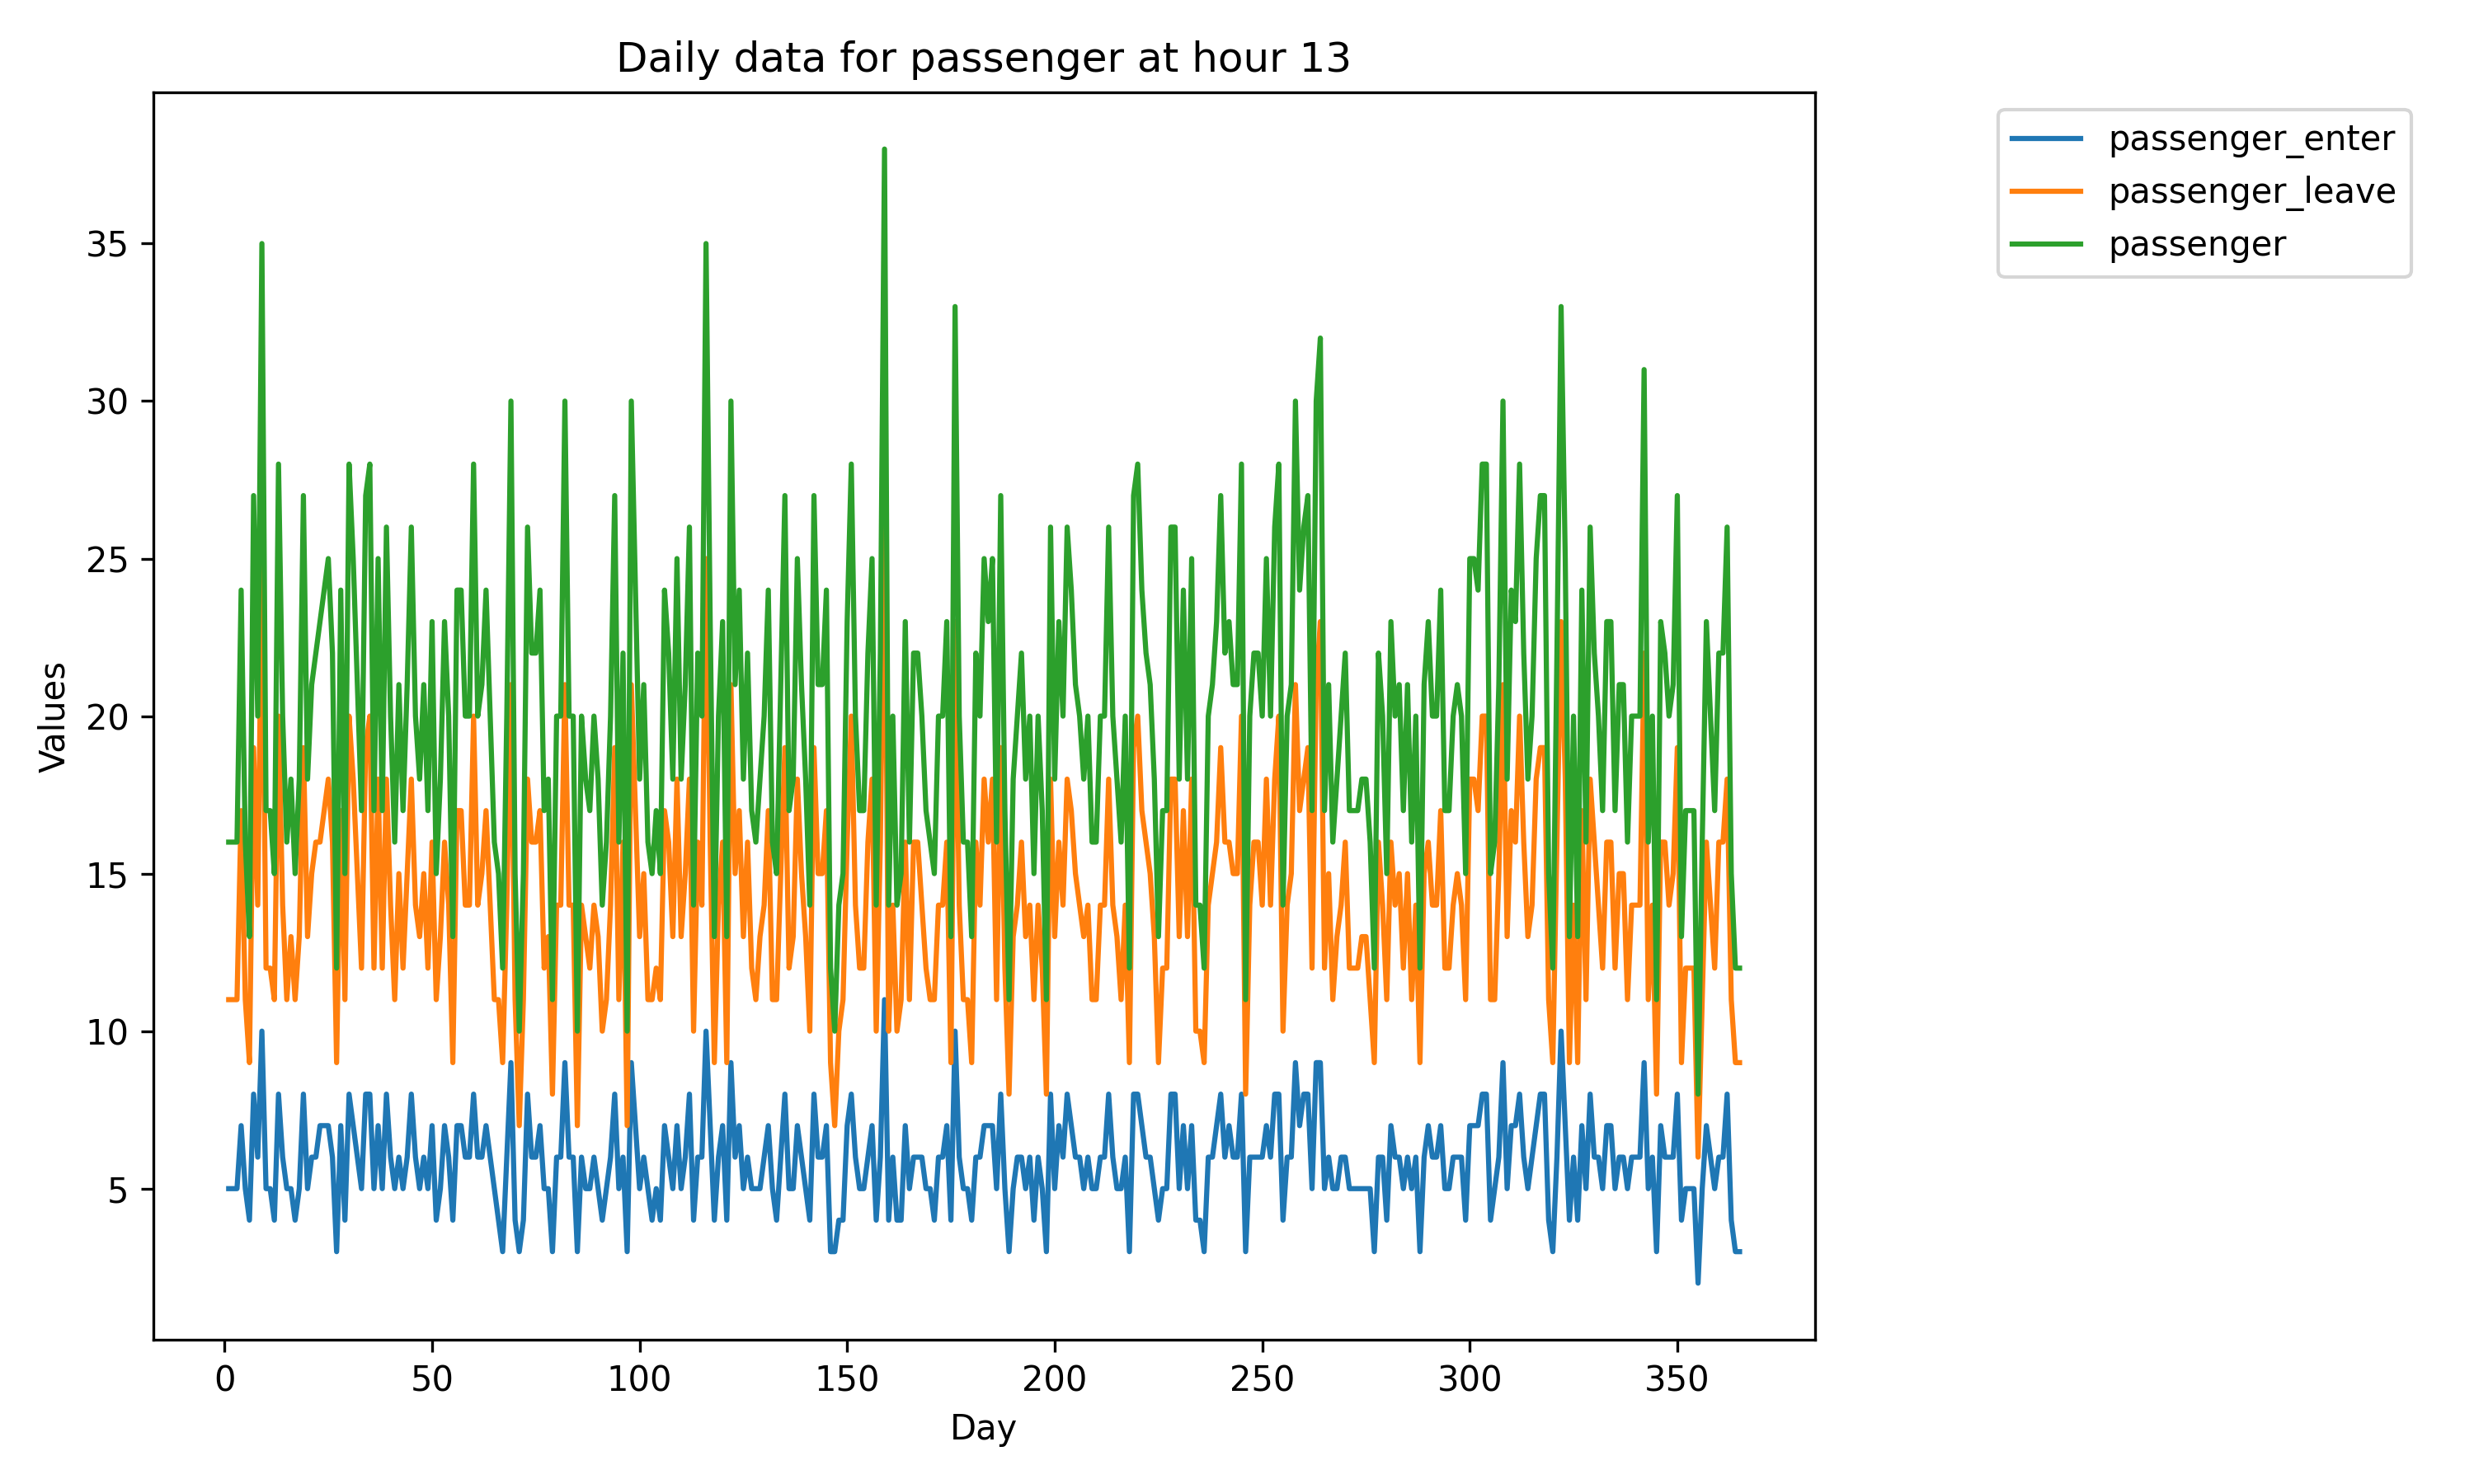 Daily data for passenger at hour 13
passenger_enter
passenger_leave
passenger
Values
35
30
25
20
15
10
5
0 50 100 150 200 250 300 350
Day